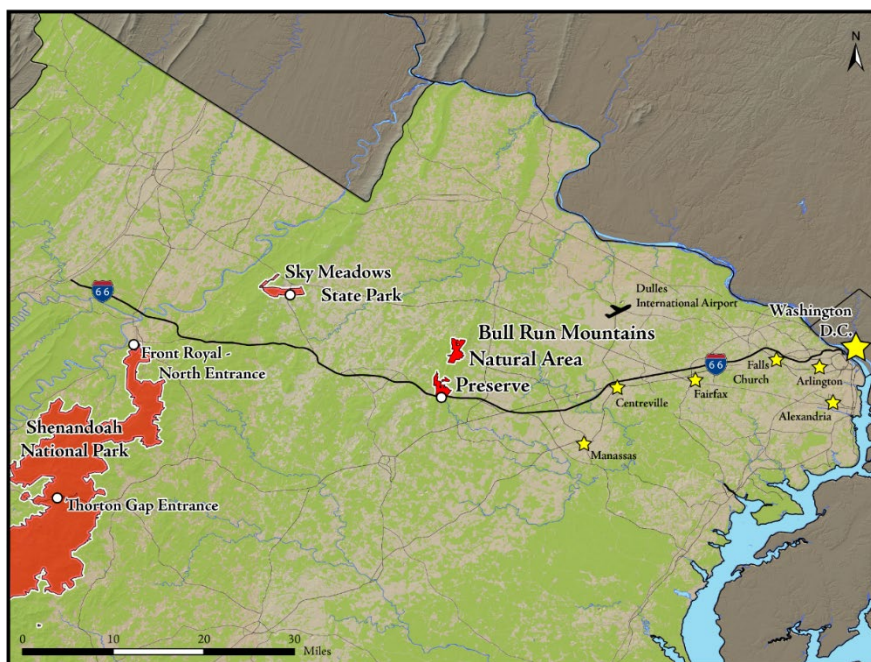 N
Sky Meadows
State Park
Dulles
International Airport
Washington
D.C.
66
Bull Run Mountains
Natural Area
Preserve
Front Royal -
North Entrance
66
Falls
Church
Arlington
Fairfax
Centreville
Alexandria
Shenandoah
National Park
Manassas
Thorton Gap Entrance
0
10
20
30
Miles